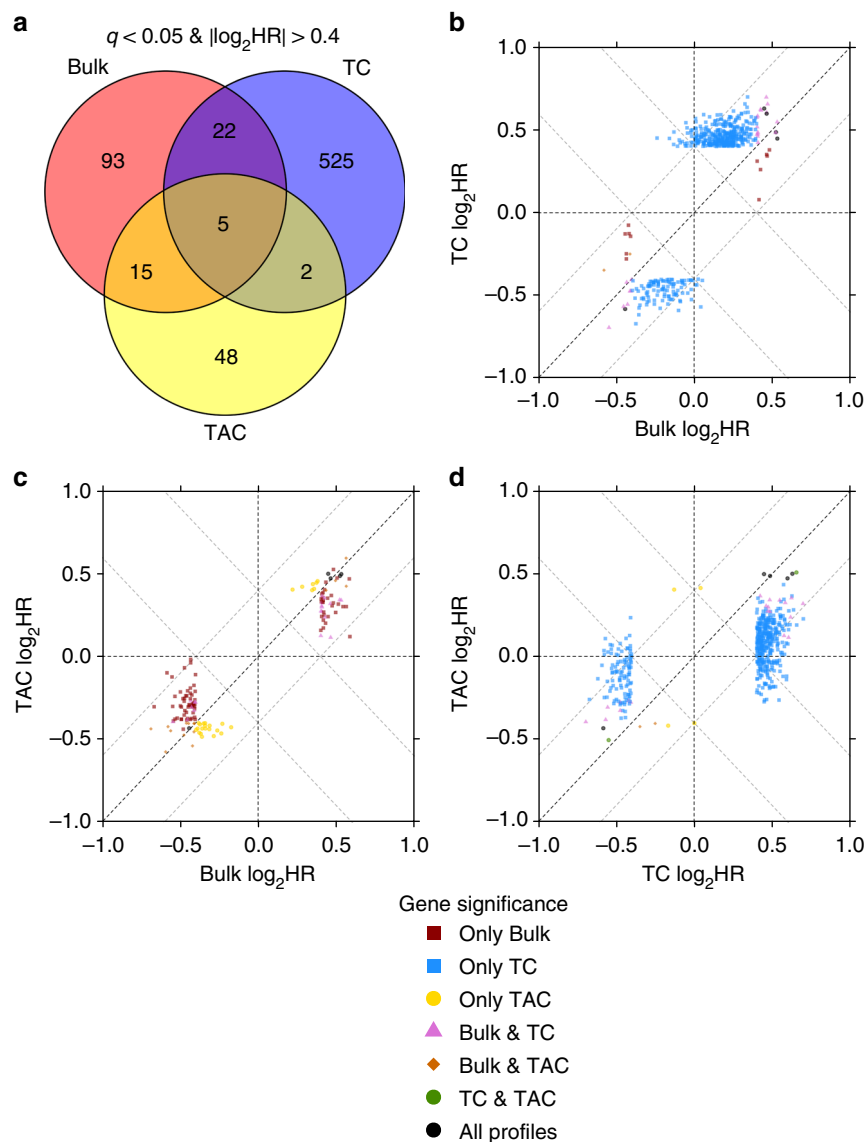 a
q < 0.05 & |log₂HR| > 0.4
Bulk
TC
93
22
525
5
15
2
48
TAC
b
1.0
0.5
0.0
−0.5
−1.0
TC log₂HR
−1.0 −0.5 0.0 0.5 1.0
Bulk log₂HR
c
1.0
0.5
0.0
−0.5
−1.0
TAC log₂HR
−1.0 −0.5 0.0 0.5 1.0
Bulk log₂HR
d
1.0
0.5
0.0
−0.5
−1.0
TAC log₂HR
−1.0 −0.5 0.0 0.5 1.0
TC log₂HR
Gene significance
Only Bulk
Only TC
Only TAC
Bulk & TC
Bulk & TAC
TC & TAC
All profiles